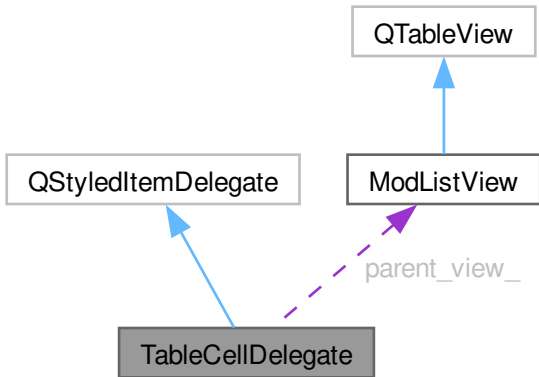 QTableView
QStyledItemDelegate
ModListView
parent_view_
TableCellDelegate